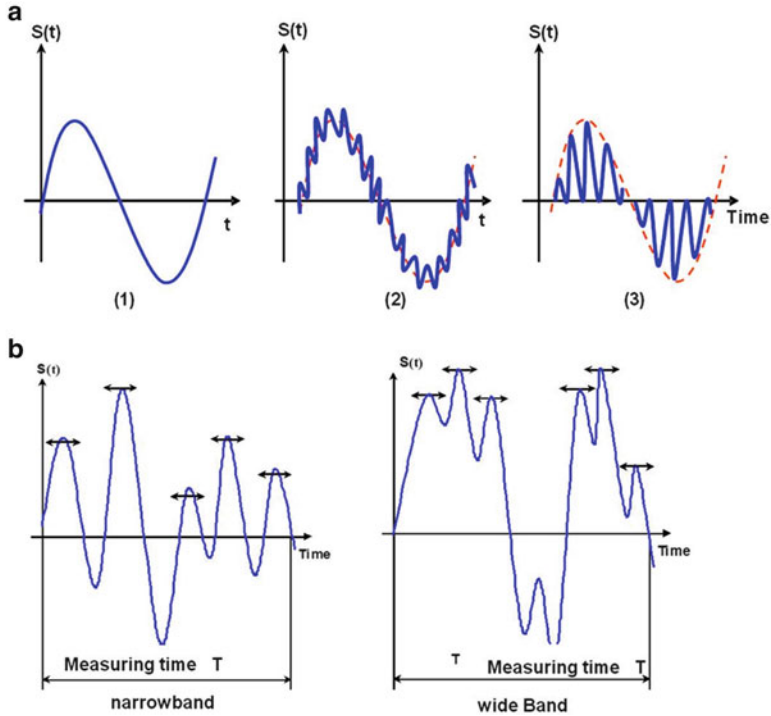 a
S(t)
t
(1)
S(t)
t
(2)
S(t)
Time
(3)
b
S(t)
Time
Measuring time T
narrowband
S(t)
Time
T
Measuring time T
wide Band